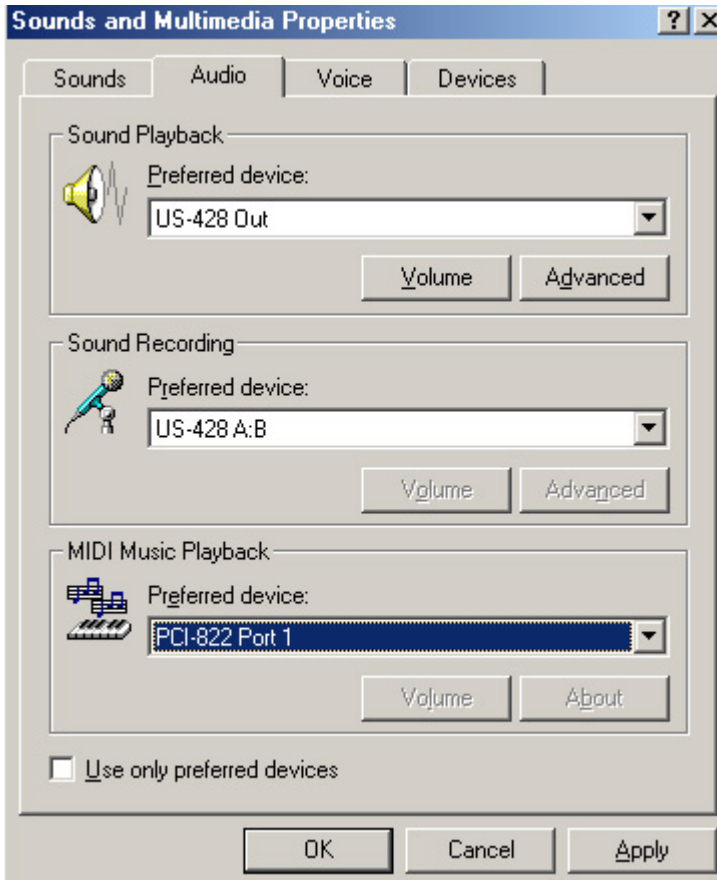 Sounds and Multimedia Properties
Sounds Audio Voice Devices
Sound Playback
Preferred device:
US-428 Out
Volume Advanced
Sound Recording
Preferred device:
US-428 A:B
Volume Advanced
MIDI Music Playback
Preferred device:
PCI-822 Port 1
Volume About
Use only preferred devices
OK Cancel Apply